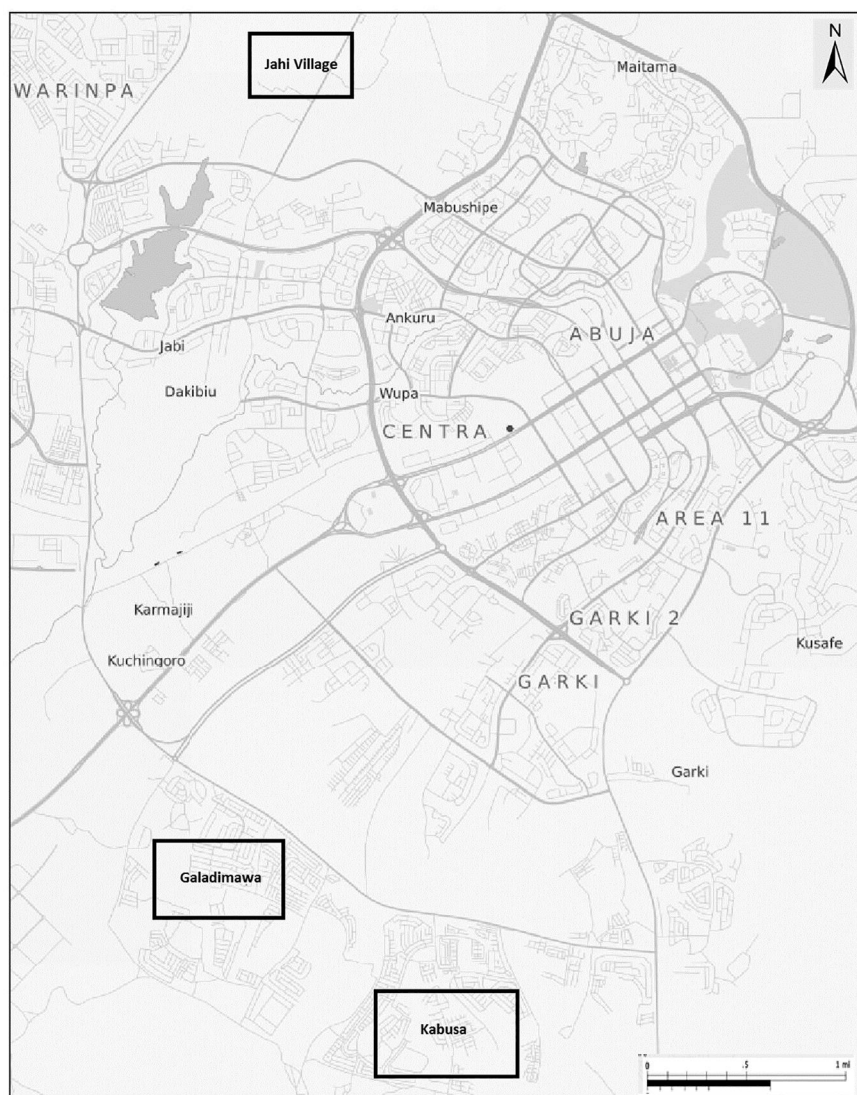 Jahi Village
N
Maitama
WARINPA
Mabushipe
Ankuru
ABUJA
Jabi
Dakibiu
Wupa
CENTRA
AREA 11
Karmajiji
GARKI 2
Kusafe
Kuchingoro
GARKI
Garki
Galadimawa
Kabusa
0 .5 1 mi